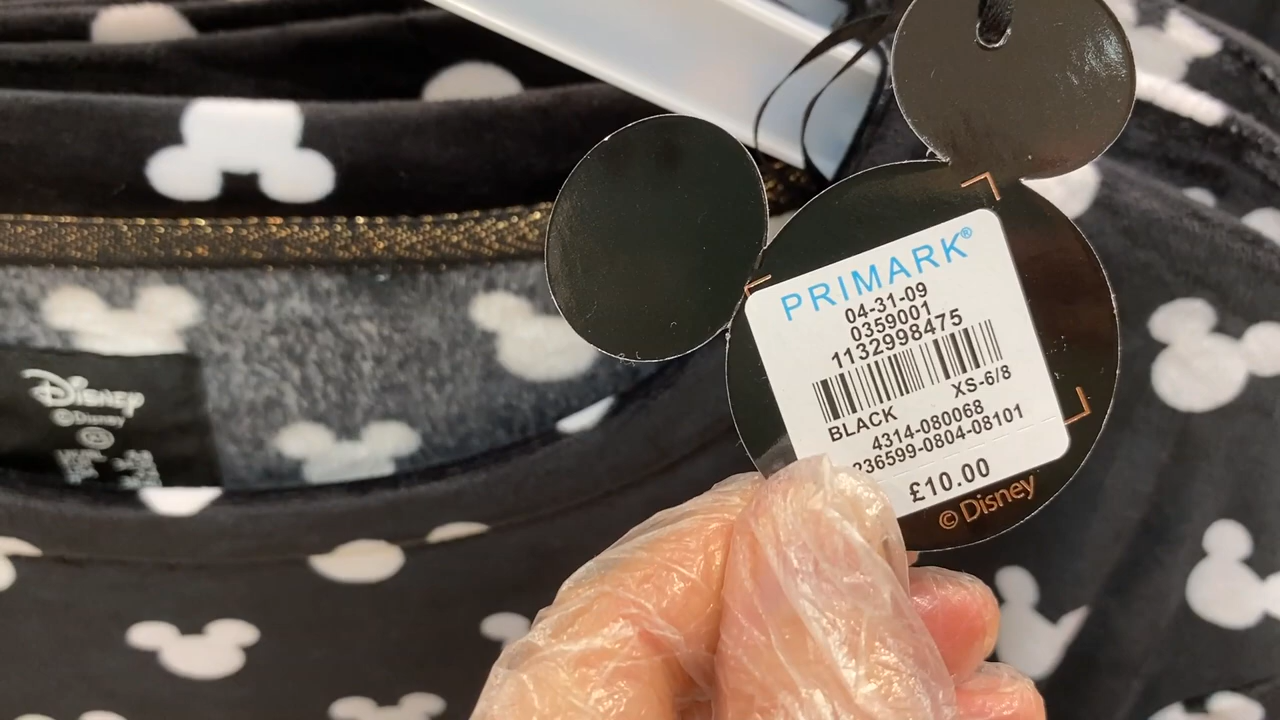 PRIMARK®
04-31-09
0359001
1132998475
XS-6/8
BLACK
4314-080068
236599-0804-08101
£10.00
© Disney
Disney
©Disney